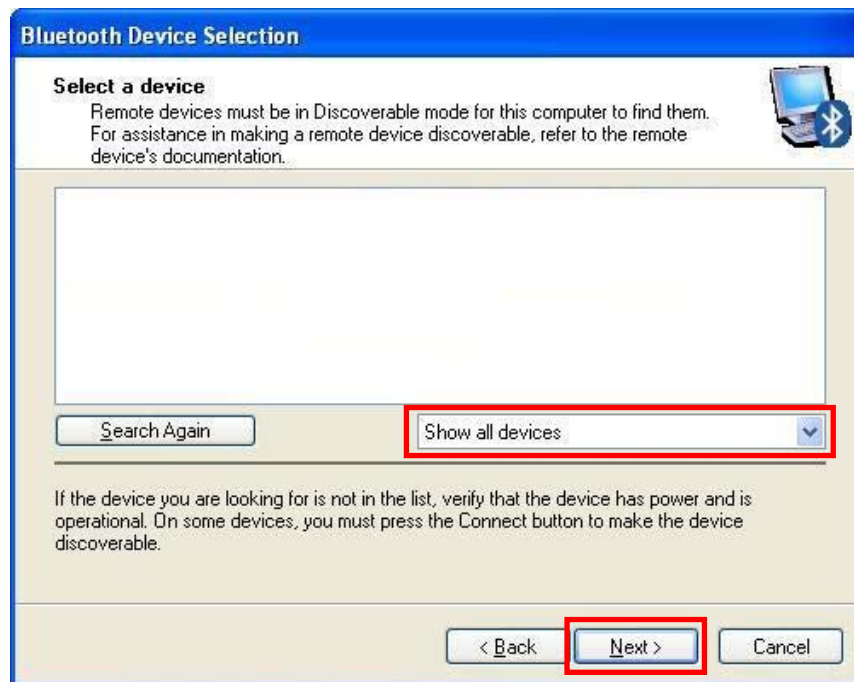 Bluetooth Device Selection
Select a device
Remote devices must be in Discoverable mode for this computer to find them.
For assistance in making a remote device discoverable, refer to the remote
device's documentation.
Search Again
Show all devices
If the device you are looking for is not in the list, verify that the device has power and is
operational. On some devices, you must press the Connect button to make the device
discoverable.
< Back
Next >
Cancel